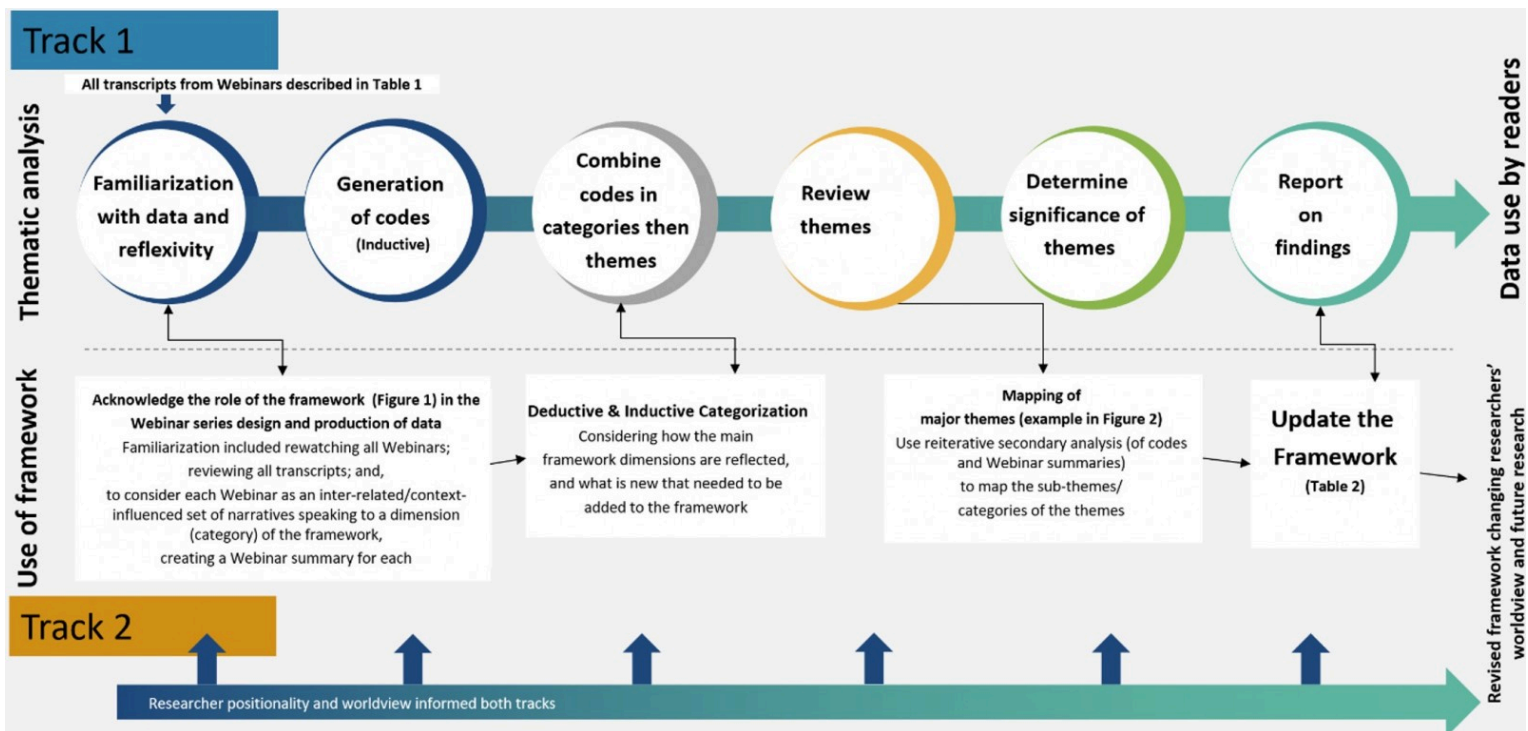 Track 1
All transcripts from Webinars described in Table 1
Thematic analysis
Familiarization
with data and
reflexivity
Generation
of codes
(Inductive)
Combine
codes in
categories then
themes
Review
themes
Determine
significance of
themes
Report
on
findings
Data use by readers
Use of framework
Acknowledge the role of the framework (Figure 1) in the
Webinar series design and production of data
Familiarization included rewatching all Webinars;
reviewing all transcripts; and,
to consider each Webinar as an inter-related/context-
influenced set of narratives speaking to a dimension
(category) of the framework,
creating a Webinar summary for each
Deductive & Inductive Categorization
Considering how the main
framework dimensions are reflected,
and what is new that needed to be
added to the framework
Mapping of
major themes (example in Figure 2)
Use reiterative secondary analysis (of codes
and Webinar summaries)
to map the sub-themes/
categories of the themes
Update the
Framework
(Table 2)
Revised framework changing researchers'
worldview and future research
Track 2
Researcher positionality and worldview informed both tracks